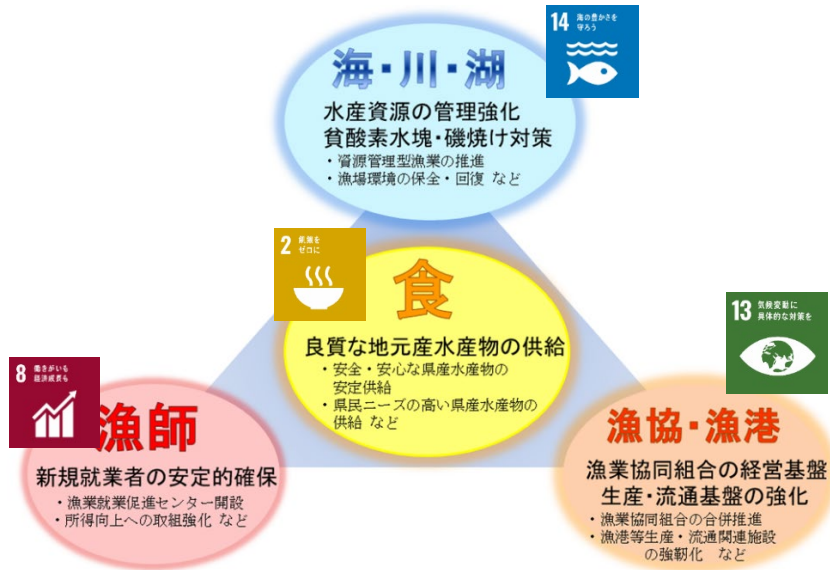 14 海の豊かさを
守ろう
海・川・湖
水産資源の管理強化
貧酸素水塊・磯焼け対策
・資源管理型漁業の推進
・漁場環境の保全・回復 など
2 飢餓を
ゼロに
食
良質な地元産水産物の供給
・安全・安心な県産水産物の
安定供給
・県民ニーズの高い県産水産物の
供給 など
13 気候変動に
具体的な対策を
8 働きがいも
経済成長も
漁師
新規就業者の安定的確保
・漁業就業促進センター開設
・所得向上への取組強化 など
漁協・漁港
漁業協同組合の経営基盤
生産・流通基盤の強化
・漁業協同組合の合併推進
・漁港等生産・流通関連施設
の強靭化 など